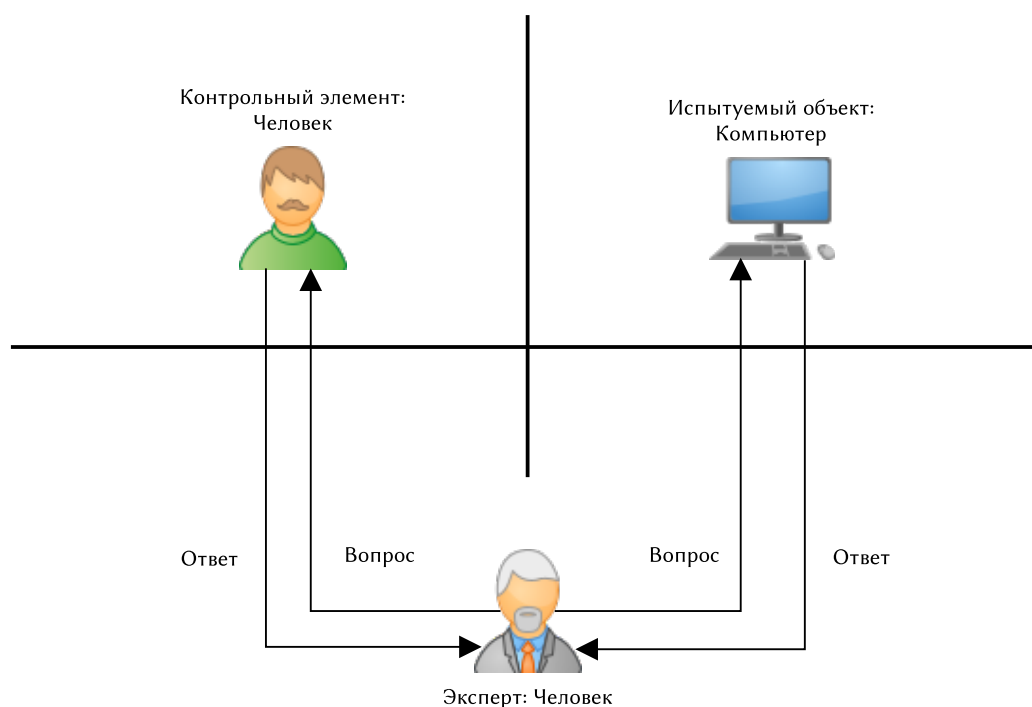 Контрольный элемент:
Человек
Испытуемый объект:
Компьютер
Ответ
Вопрос
Вопрос
Ответ
Эксперт: Человек